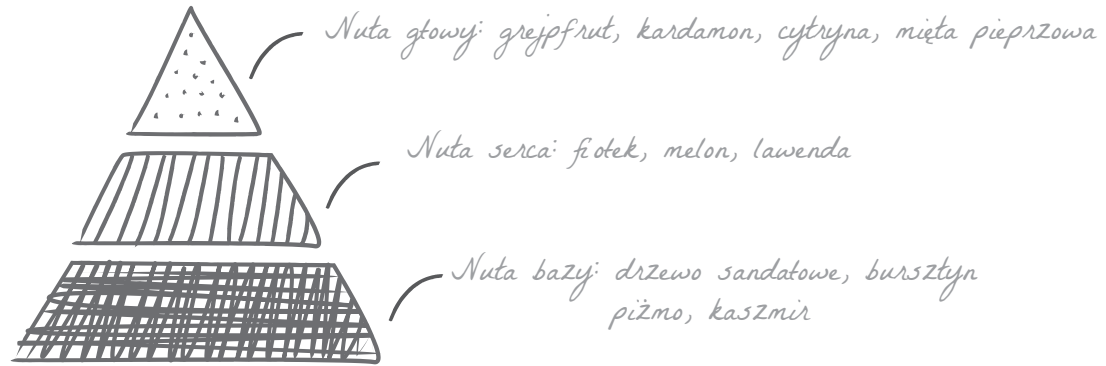 Nuta głowy: grejpfrut, kardamon, cytryna, mięta pieprzowa
Nuta serca: fiołek, melon, lawenda
Nuta bazy: drzewo sandałowe, bursztyn
piżmo, kaszmir